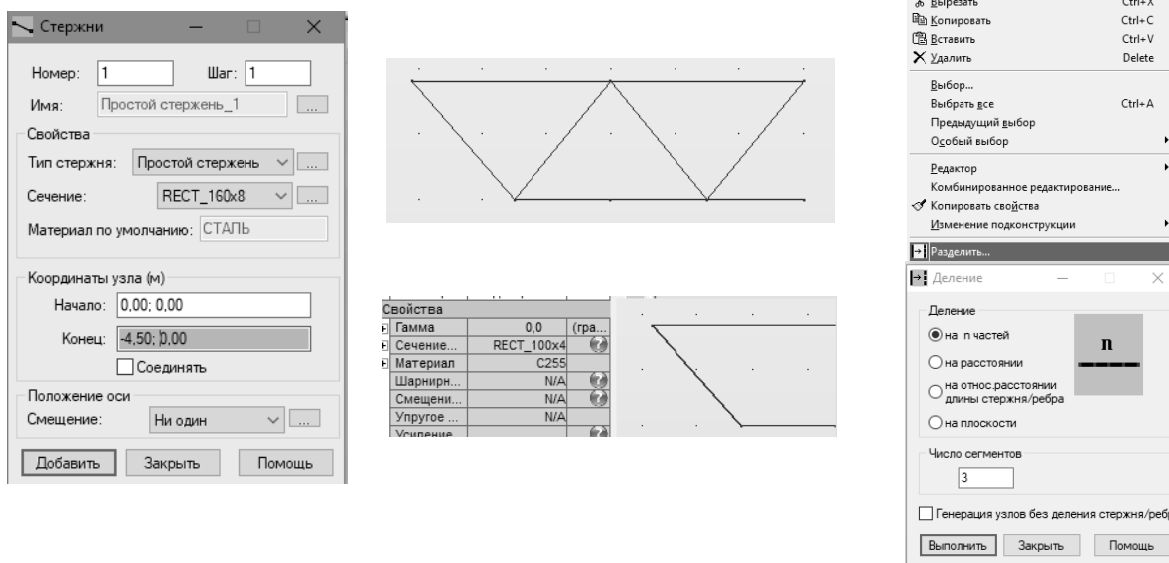 Стержни
Номер: 1 Шаг: 1
Имя: Простой стержень_1 ...
Свойства
Тип стержня: Простой стержень ...
Сечение: RECT_160x8 ...
Материал по умолчанию: СТАЛЬ
Координаты узла (м)
Начало: 0,00; 0,00
Конец: -4,50; 0,00
Соединять
Положение оси
Смещение: Ни один ...
Добавить Закрыть Помощь
Свойства
Гамма 0,0 (гра...
Сечение... RECT_100x4
Материал C255
Шарнирн... N/A
Смещени... N/A
Упругое ... N/A
Усиление
Вырезать Ctrl+X
Копировать Ctrl+C
Вставить Ctrl+V
Удалить Delete
Выбор...
Выбрать все Ctrl+A
Предыдущий выбор
Особый выбор
Редактор
Комбинированное редактирование...
Копировать свойства
Изменение подконструкции
Разделить...
Деление
Деление
на n частей
n
на расстоянии
на относ.расстоянии
длины стержня/ребра
на плоскости
Число сегментов
3
Генерация узлов без деления стержня/реб
Выполнить Закрыть Помощь